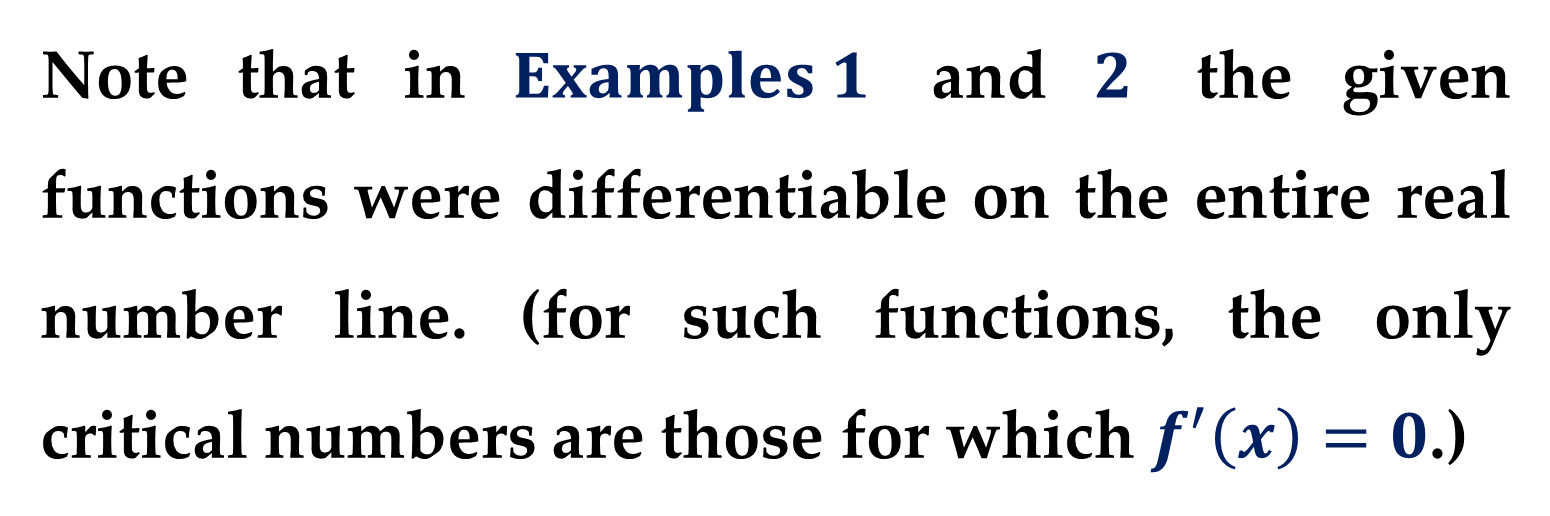 Note that in Examples 1 and 2 the given
functions were differentiable on the entire real
number line. (for such functions, the only
critical numbers are those for which f′(x) = 0.)